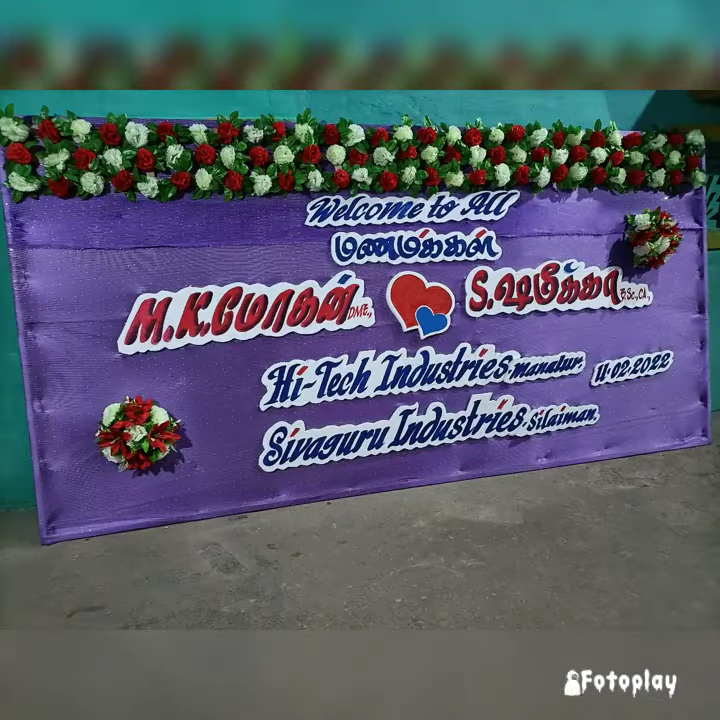 Welcome to All
மணமக்கள்
M.K.மோகன் DME., S.ஷமீக்கா B.Sc.,CA.,
Hi-Tech Industries, manalur. 11.02.2022
Sivaguru Industries, Silaiman.
Fotoplay